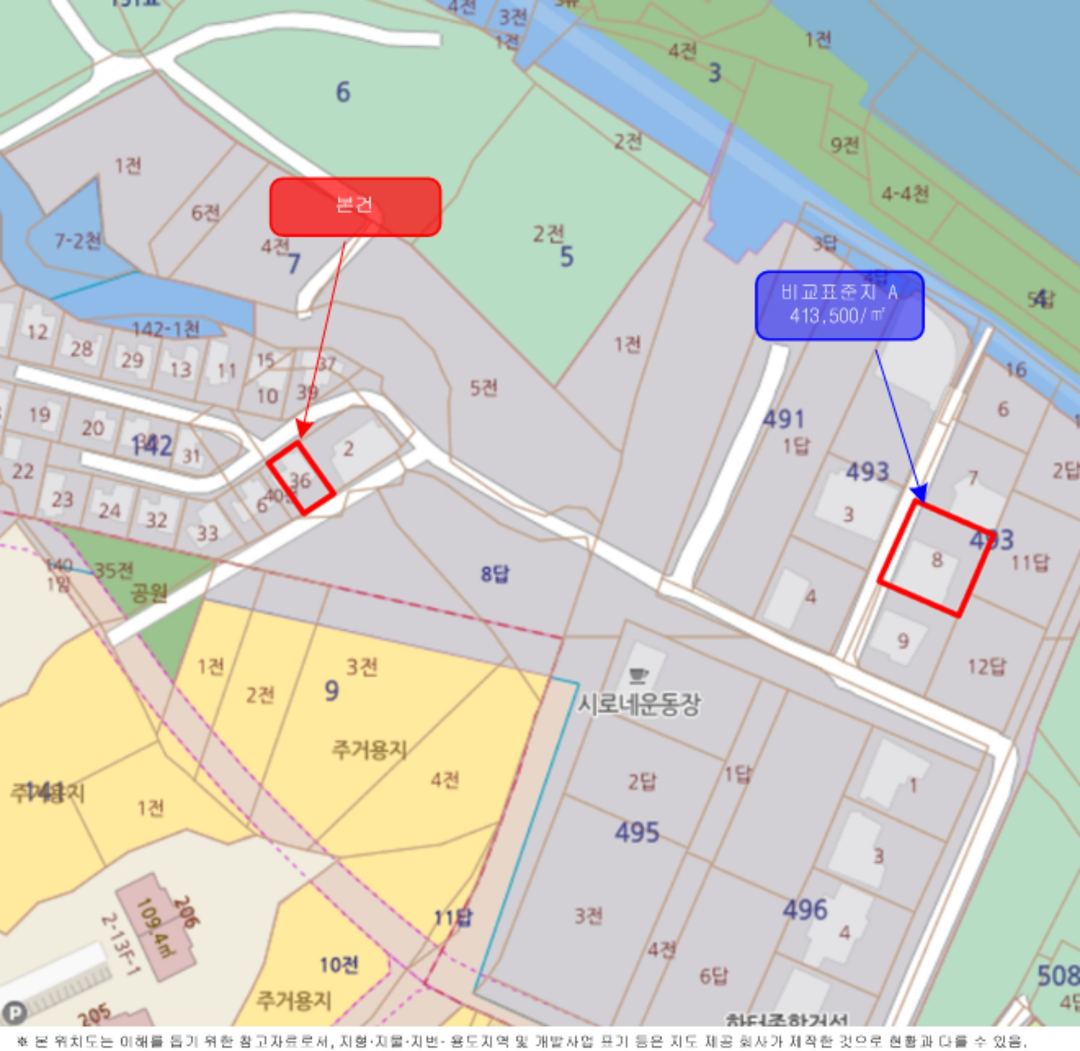 4전
3전
1전
6
4전
3
1전
2전
9전
4-4천
1전
6전
본건
7-2천
4전
7
2전
5
3답
비교표준지 A
413,500/㎡
4
142-1천
12
28
29
13
11
15
10
37
39
1전
5전
16
6
491
1답
19
20
142
31
2
493
7
2답
22
23
24
32
33
36
6
3
493
8
11답
35전
공원
8답
4
9
12답
1전
2전
3전
9
주거용지
4전
시로네운동장
1전
2답
1답
495
1
3
206
109.4㎡
2-13F-1
11답
3전
4전
6답
496
4
10전
주거용지
508
P
205
※ 본 위치도는 이해를 돕기 위한 참고자료로서, 지형·지물·지번· 용도지역 및 개발사업 표기 등은 지도 제공 회사가 제작한 것으로 현황과 다를 수 있음.